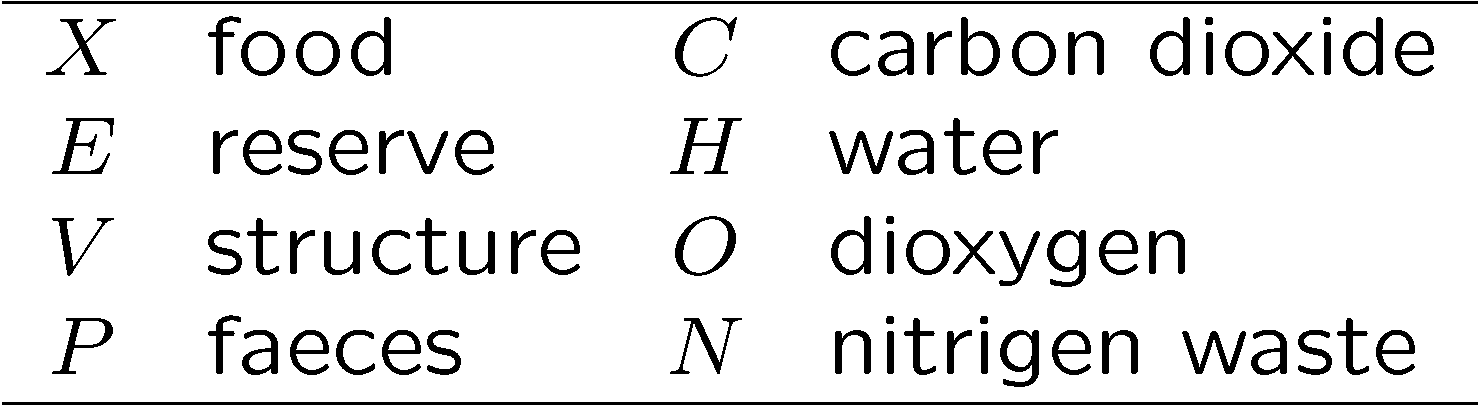 X food C carbon dioxide
E reserve H water
V structure O dioxygen
P faeces N nitrigen waste